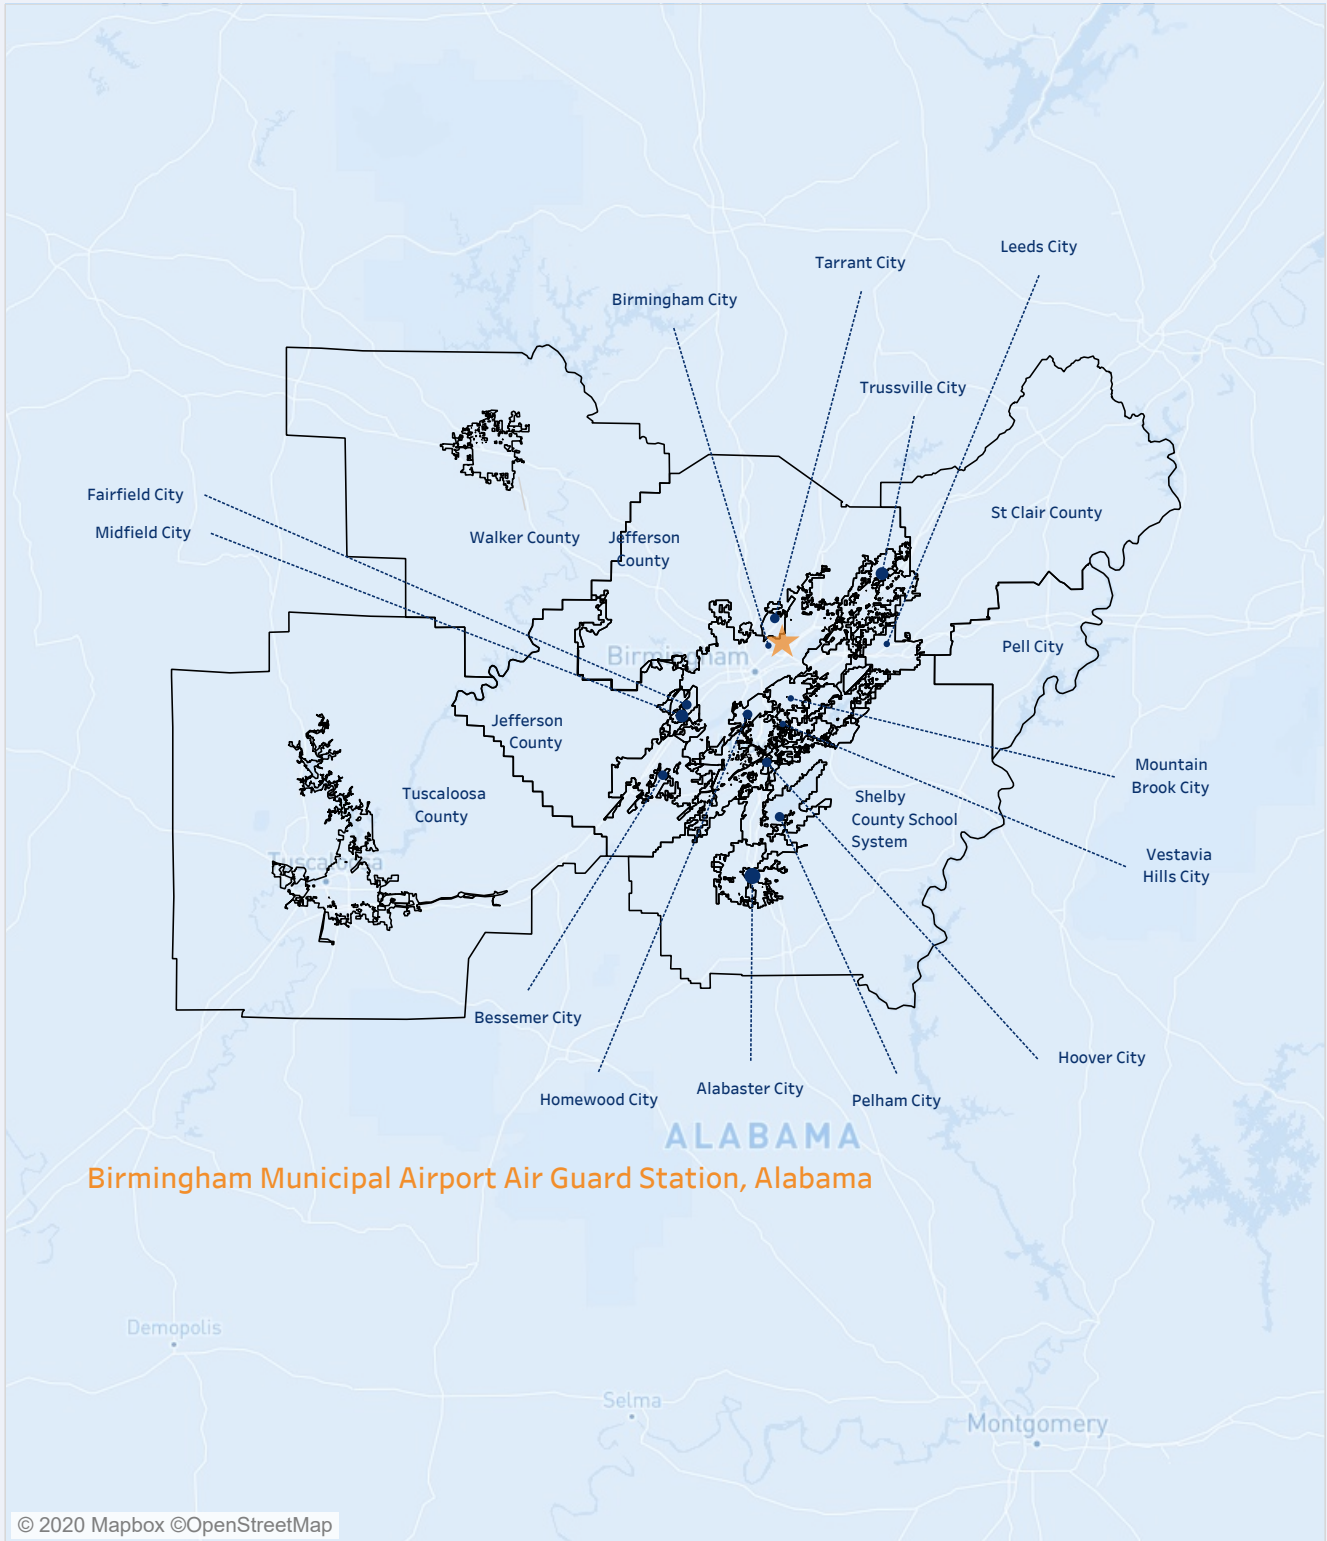 Leeds City
Tarrant City
Birmingham City
Trussville City
Fairfield City
Midfield City
St Clair County
Walker County
Jefferson
County
Pell City
Birmingham
Jefferson
County
Mountain
Brook City
Tuscaloosa
County
Shelby
County School
System
Vestavia
Hills City
Tuscaloosa
Bessemer City
Hoover City
Homewood City
Alabaster City
Pelham City
ALABAMA
Birmingham Municipal Airport Air Guard Station, Alabama
Demopolis
Selma
Montgomery
© 2020 Mapbox ©OpenStreetMap